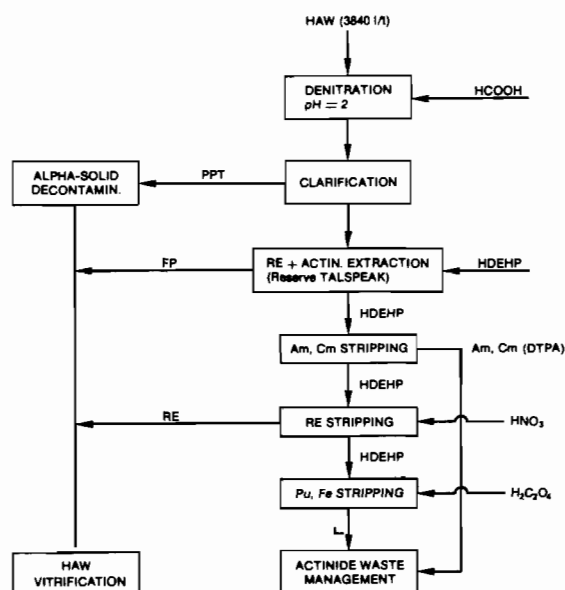 HAW (3840 l/t)
DENITRATION
pH = 2
HCOOH
ALPHA-SOLID
DECONTAMIN.
PPT
CLARIFICATION
FP
RE + ACTIN. EXTRACTION
(Reserve TALSPEAK)
HDEHP
HDEHP
Am, Cm STRIPPING
Am, Cm (DTPA)
HDEHP
RE
RE STRIPPING
HNO₃
HDEHP
Pu, Fe STRIPPING
H₂C₂O₄
HAW
VITRIFICATION
ACTINIDE WASTE
MANAGEMENT